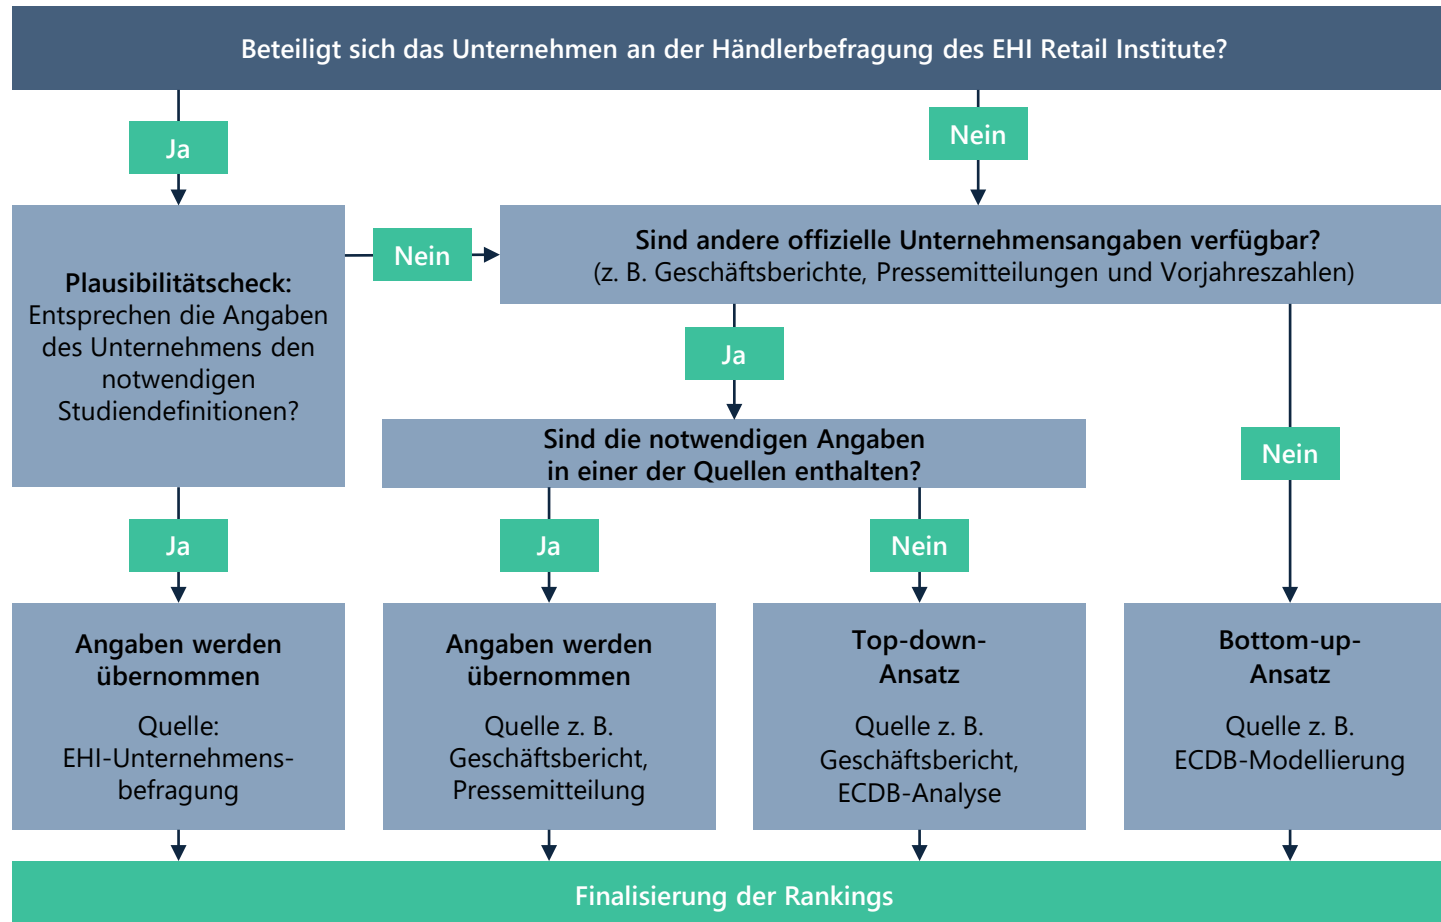 Beteiligt sich das Unternehmen an der Händlerbefragung des EHI Retail Institute?
Ja
Nein
Plausibilitätscheck:
Entsprechen die Angaben
des Unternehmens den
notwendigen
Studiendefinitionen?
Nein
Sind andere offizielle Unternehmensangaben verfügbar?
(z. B. Geschäftsberichte, Pressemitteilungen und Vorjahreszahlen)
Ja
Nein
Sind die notwendigen Angaben
in einer der Quellen enthalten?
Ja
Ja
Nein
Angaben werden
übernommen
Quelle:
EHI-Unternehmens-
befragung
Angaben werden
übernommen
Quelle z. B.
Geschäftsbericht,
Pressemitteilung
Top-down-
Ansatz
Quelle z. B.
Geschäftsbericht,
ECDB-Analyse
Bottom-up-
Ansatz
Quelle z. B.
ECDB-Modellierung
Finalisierung der Rankings